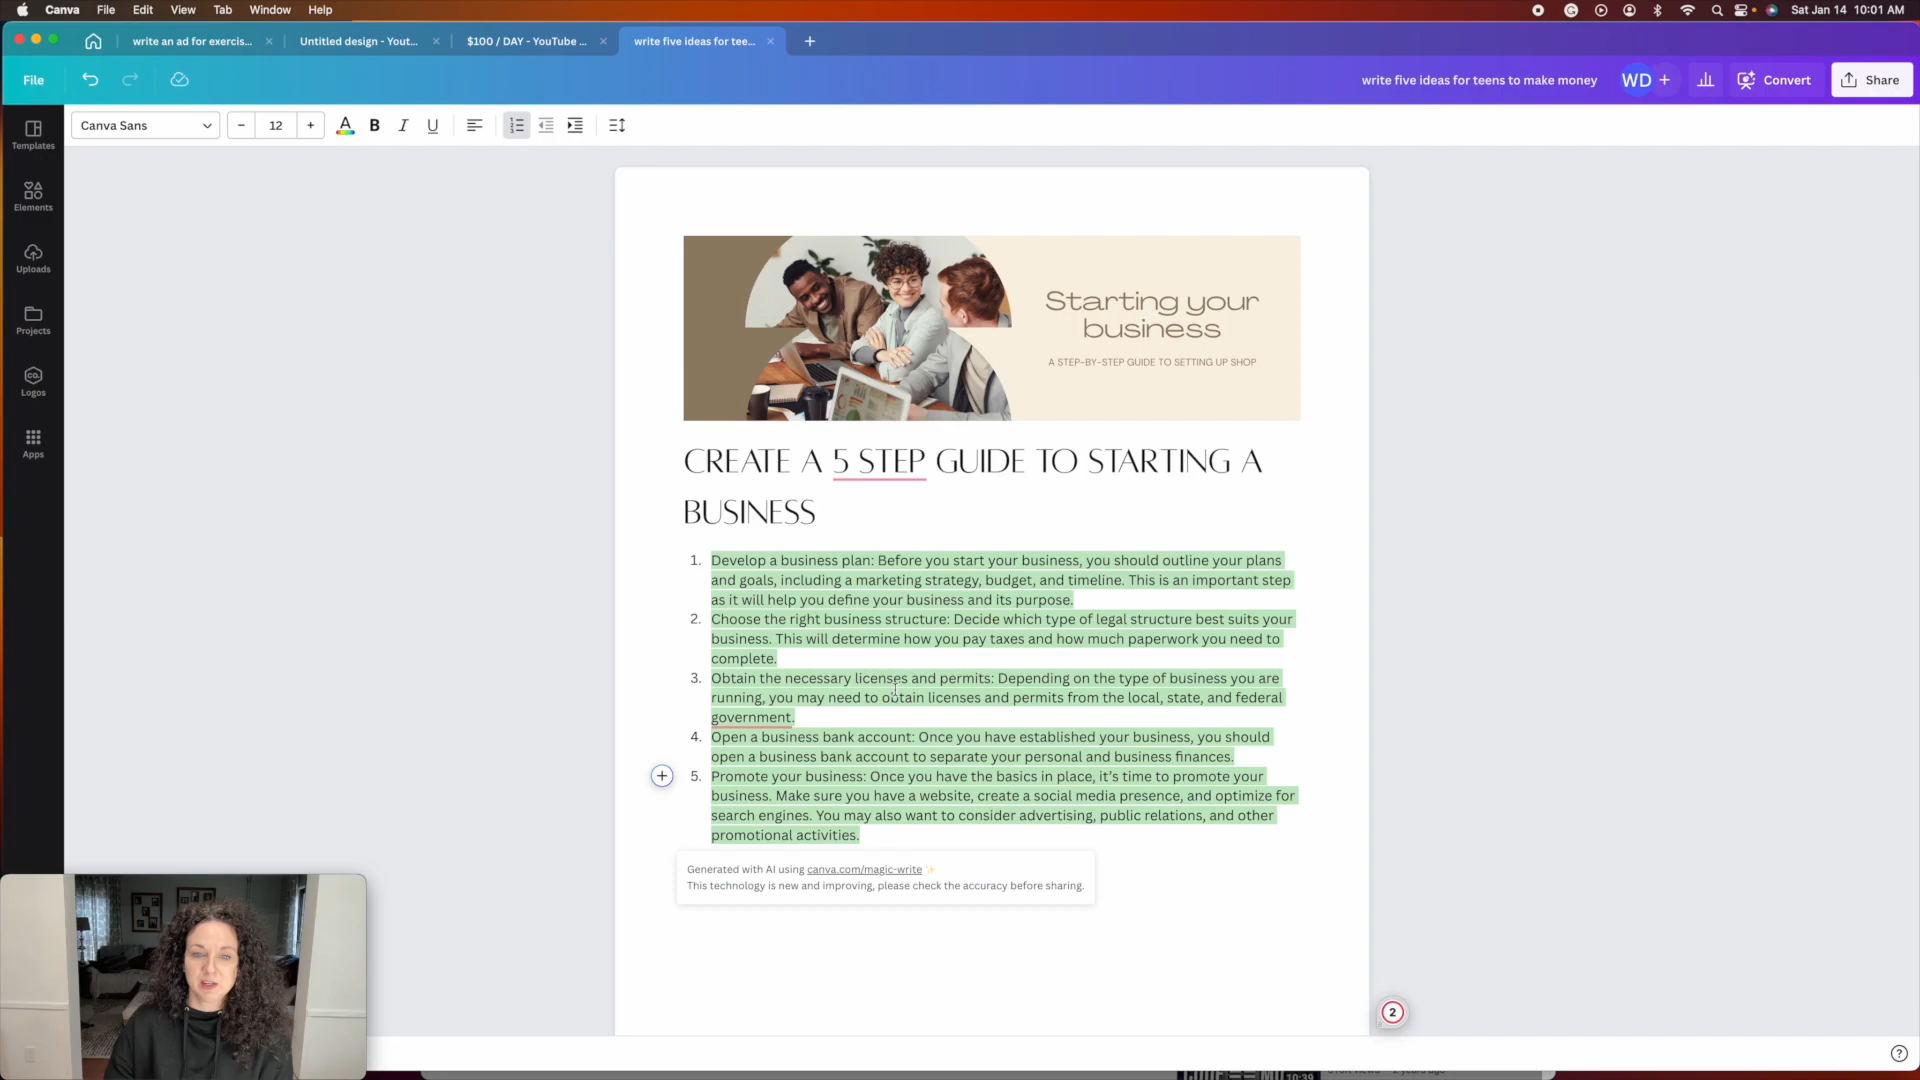 Canva File Edit View Tab Window Help Sat Jan 14 10:01 AM
write an ad for exercis... Untitled design - Yout... $100 / DAY - YouTube ... write five ideas for tee...
File write five ideas for teens to make money WD Convert Share
Canva Sans 12 A B I U
Templates
Elements
Uploads
Projects
CO.
Logos
Apps
Starting your
business
A STEP-BY-STEP GUIDE TO SETTING UP SHOP
CREATE A 5 STEP GUIDE TO STARTING A
BUSINESS
1. Develop a business plan: Before you start your business, you should outline your plans
and goals, including a marketing strategy, budget, and timeline. This is an important step
as it will help you define your business and its purpose.
2. Choose the right business structure: Decide which type of legal structure best suits your
business. This will determine how you pay taxes and how much paperwork you need to
complete.
3. Obtain the necessary licenses and permits: Depending on the type of business you are
running, you may need to obtain licenses and permits from the local, state, and federal
government.
4. Open a business bank account: Once you have established your business, you should
open a business bank account to separate your personal and business finances.
5. Promote your business: Once you have the basics in place, it's time to promote your
business. Make sure you have a website, create a social media presence, and optimize for
search engines. You may also want to consider advertising, public relations, and other
promotional activities.
Generated with AI using canva.com/magic-write
This technology is new and improving, please check the accuracy before sharing.
2
10:39